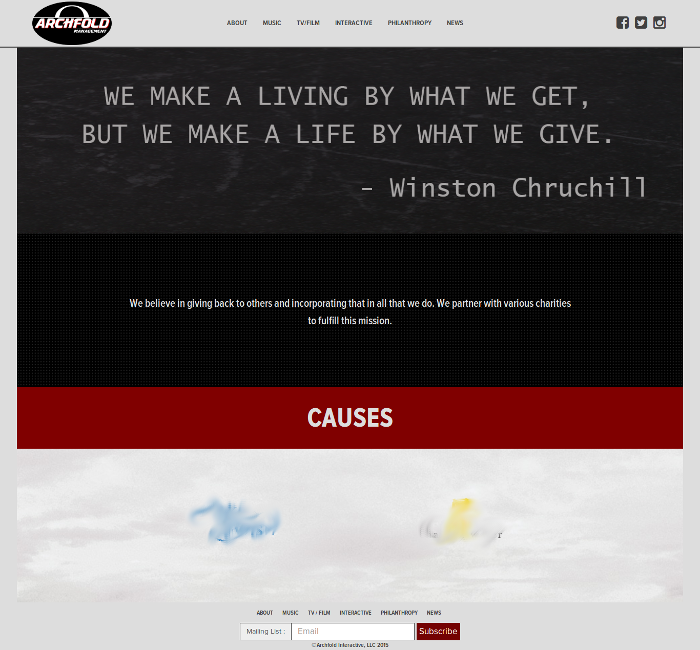 ARCHFOLD
MANAGEMENT
ABOUT MUSIC TV/FILM INTERACTIVE PHILANTHROPY NEWS
WE MAKE A LIVING BY WHAT WE GET,
BUT WE MAKE A LIFE BY WHAT WE GIVE.
- Winston Chruchill
We believe in giving back to others and incorporating that in all that we do. We partner with various charities
to fulfill this mission.
CAUSES
ABOUT MUSIC TV / FILM INTERACTIVE PHILANTHROPY NEWS
Mailing List : Email Subscribe
©Archfold Interactive, LLC 2015